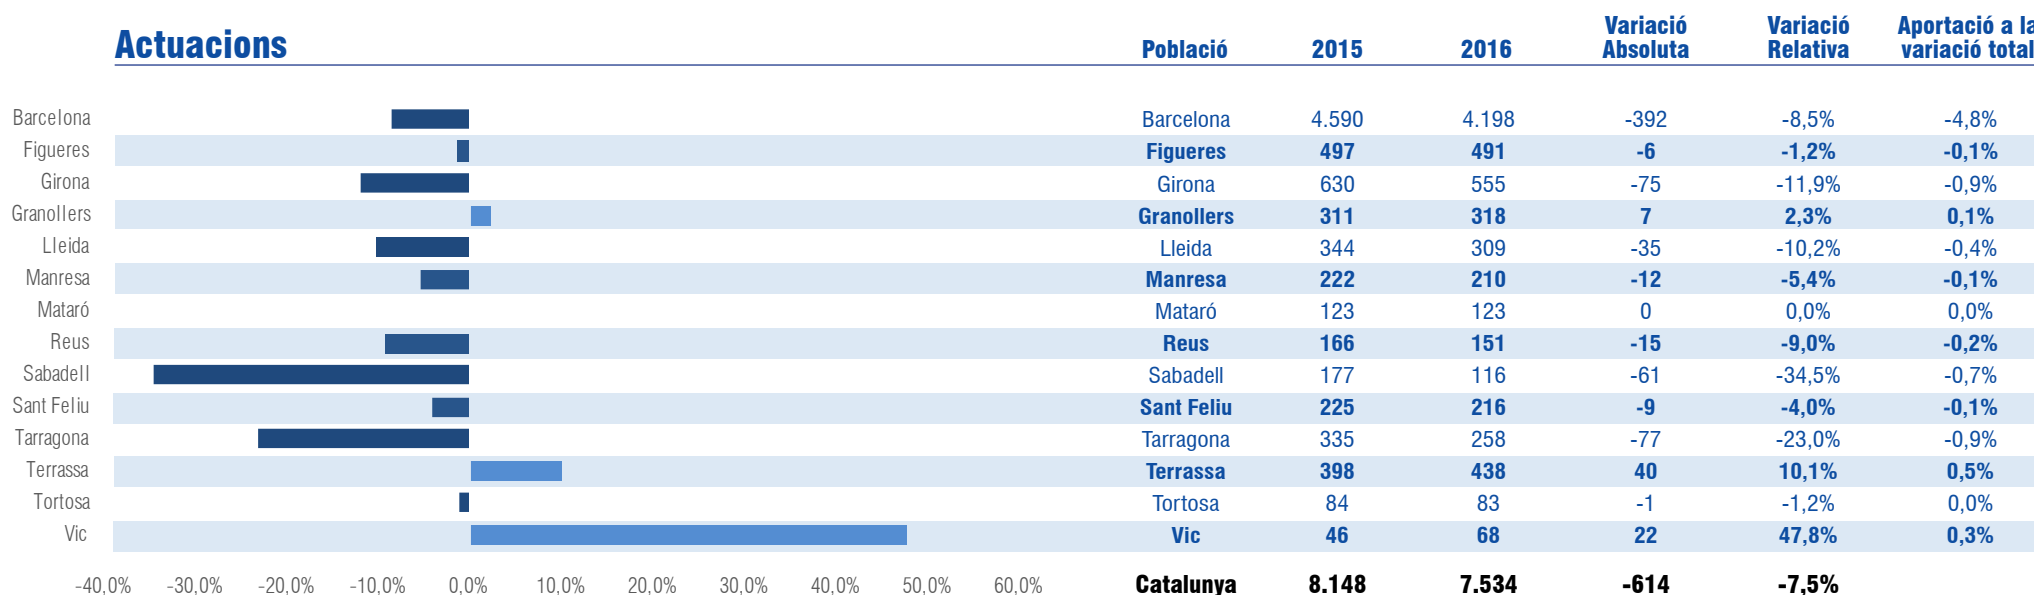 Actuacions
Població 2015 2016 Variació Absoluta Variació Relativa Aportació a la variació total
Barcelona
Figueres
Girona
Granollers
Lleida
Manresa
Mataró
Reus
Sabadell
Sant Feliu
Tarragona
Terrassa
Tortosa
Vic
-40,0% -30,0% -20,0% -10,0% 0,0% 10,0% 20,0% 30,0% 40,0% 50,0% 60,0%
Barcelona 4.590 4.198 -392 -8,5% -4,8%
Figueres 497 491 -6 -1,2% -0,1%
Girona 630 555 -75 -11,9% -0,9%
Granollers 311 318 7 2,3% 0,1%
Lleida 344 309 -35 -10,2% -0,4%
Manresa 222 210 -12 -5,4% -0,1%
Mataró 123 123 0 0,0% 0,0%
Reus 166 151 -15 -9,0% -0,2%
Sabadell 177 116 -61 -34,5% -0,7%
Sant Feliu 225 216 -9 -4,0% -0,1%
Tarragona 335 258 -77 -23,0% -0,9%
Terrassa 398 438 40 10,1% 0,5%
Tortosa 84 83 -1 -1,2% 0,0%
Vic 46 68 22 47,8% 0,3%
Catalunya 8.148 7.534 -614 -7,5%